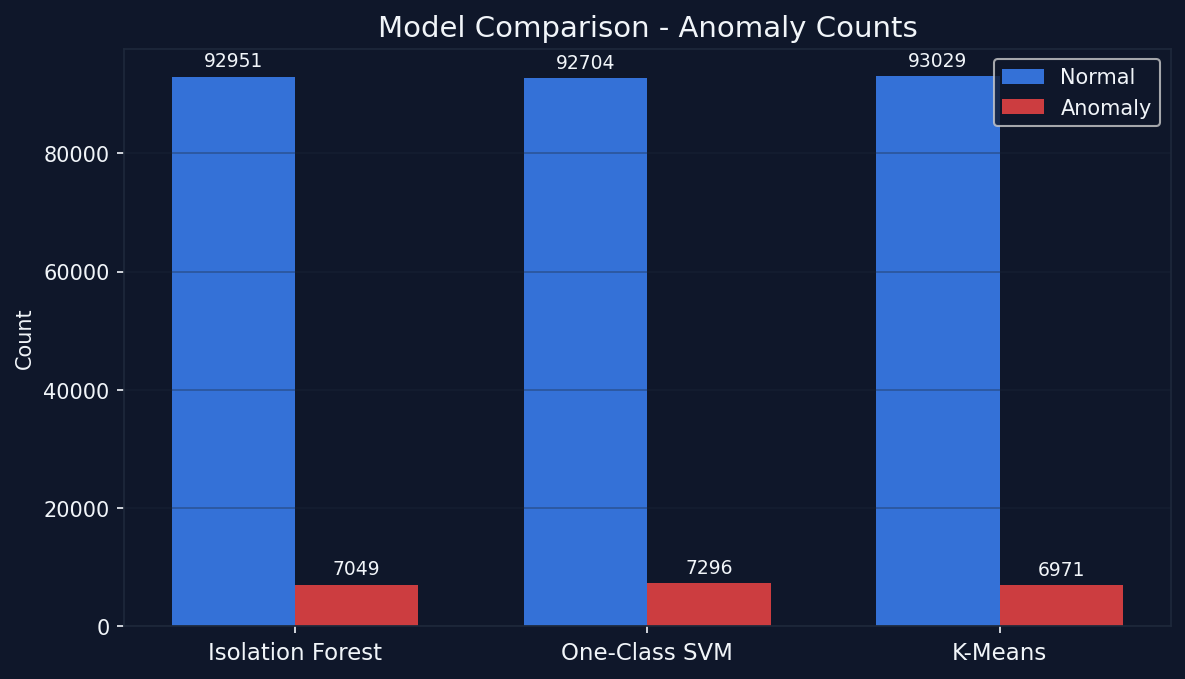 Model Comparison - Anomaly Counts
92951
92704
93029
Normal
Anomaly
80000
60000
40000
20000
0
Count
7049
7296
6971
Isolation Forest
One-Class SVM
K-Means